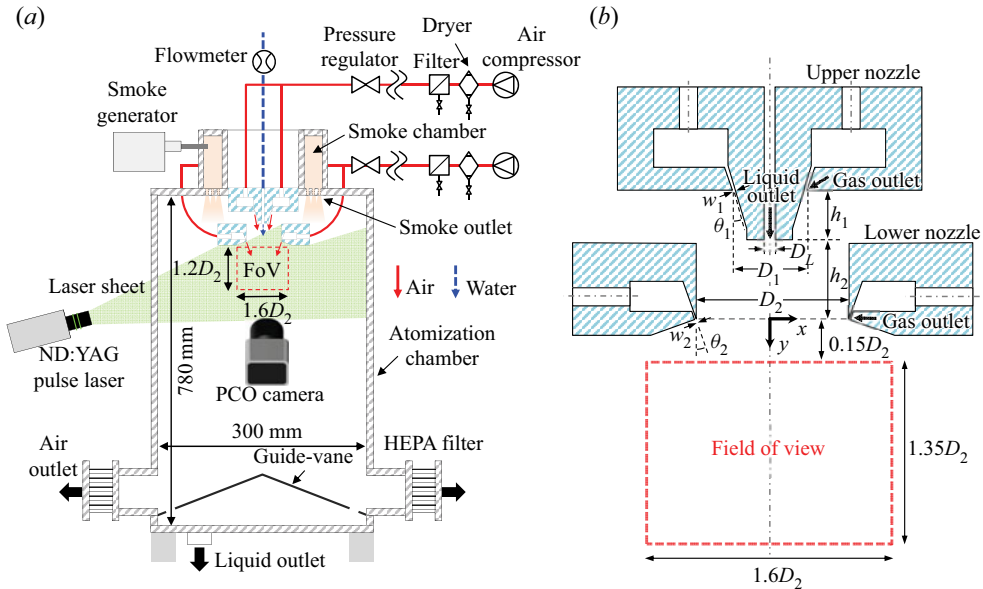 (a)
Flowmeter
Pressure
regulator
Dryer
Filter
Air
compressor
Smoke
generator
Smoke chamber
Smoke outlet
1.2D2
FoV
1.6D2
Air
Water
Laser sheet
ND:YAG
pulse laser
Atomization
chamber
PCO camera
780 mm
300 mm
Air
outlet
HEPA filter
Guide-vane
Liquid outlet
(b)
Upper nozzle
Liquid
outlet
Gas outlet
w1
θ1
h1
DL
D1
Lower nozzle
h2
D2
x
y
w2
θ2
Gas outlet
0.15D2
Field of view
1.35D2
1.6D2